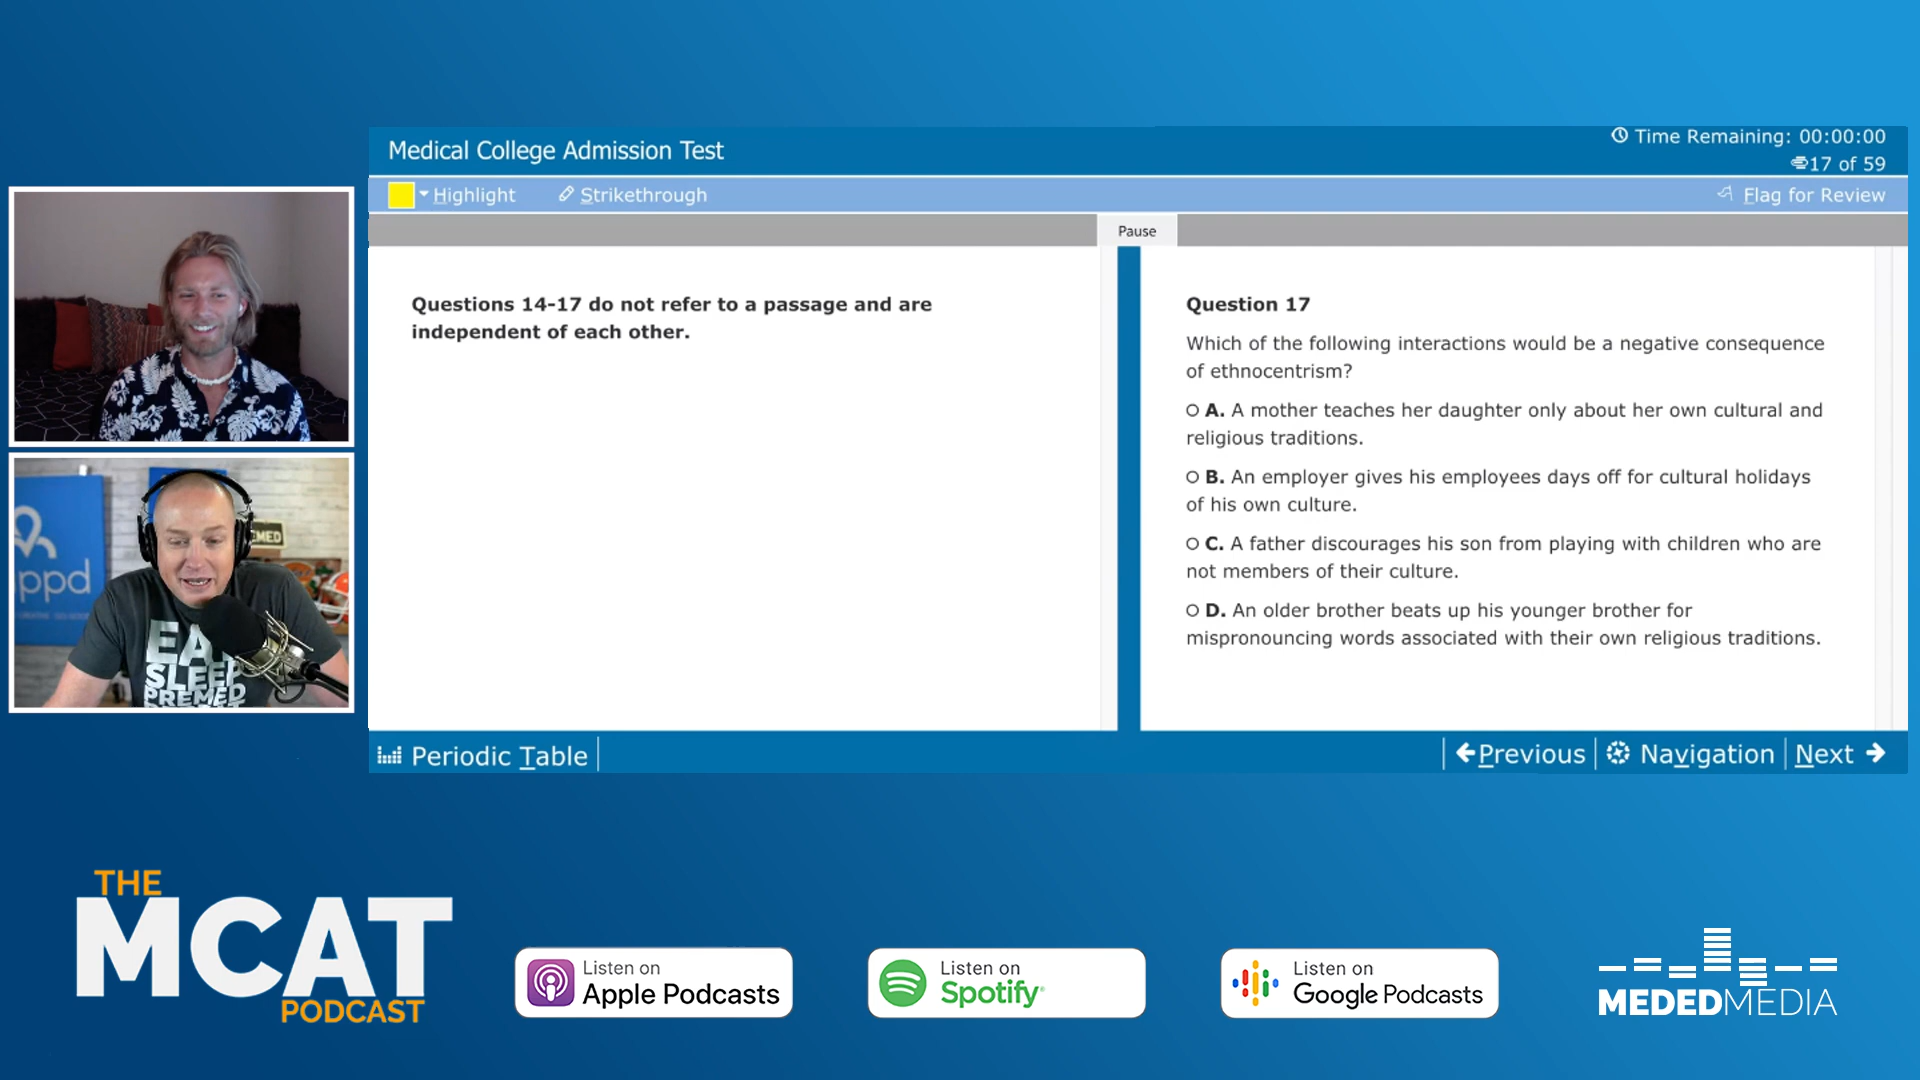 Medical College Admission Test
Time Remaining: 00:00:00
17 of 59
Highlight
Strikethrough
Flag for Review
Pause
Questions 14-17 do not refer to a passage and are
independent of each other.
Question 17
Which of the following interactions would be a negative consequence
of ethnocentrism?
A. A mother teaches her daughter only about her own cultural and
religious traditions.
B. An employer gives his employees days off for cultural holidays
of his own culture.
C. A father discourages his son from playing with children who are
not members of their culture.
D. An older brother beats up his younger brother for
mispronouncing words associated with their own religious traditions.
Periodic Table
Previous
Navigation
Next
ppd
EMED
EAT
SLEEP
PREMED
THE
MCAT
PODCAST
Listen on
Apple Podcasts
Listen on
Spotify
Listen on
Google Podcasts
MEDEDMEDIA